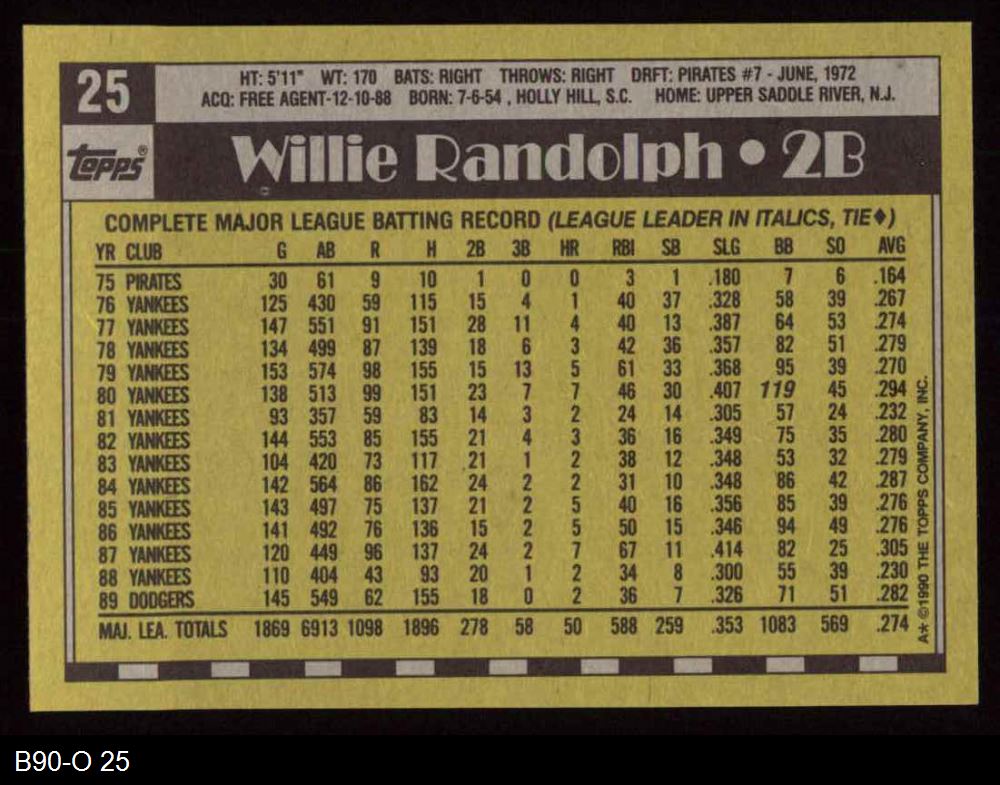 25
HT: 5'11" WT: 170 BATS: RIGHT THROWS: RIGHT DRFT: PIRATES #7 - JUNE, 1972
ACQ: FREE AGENT-12-10-88 BORN: 7-6-54 , HOLLY HILL, S.C. HOME: UPPER SADDLE RIVER, N.J.
Topps®
Willie Randolph • 2B
COMPLETE MAJOR LEAGUE BATTING RECORD (LEAGUE LEADER IN ITALICS, TIE♦)
YR CLUB G AB R H 2B 3B HR RBI SB SLG BB SO AVG
75 PIRATES 30 61 9 10 1 0 0 3 1 .180 7 6 .164
76 YANKEES 125 430 59 115 15 4 1 40 37 .328 58 39 .267
77 YANKEES 147 551 91 151 28 11 4 40 13 .387 64 53 .274
78 YANKEES 134 499 87 139 18 6 3 42 36 .357 82 51 .279
79 YANKEES 153 574 98 155 15 13 5 61 33 .368 95 39 .270
80 YANKEES 138 513 99 151 23 7 7 46 30 .407 119 45 .294
81 YANKEES 93 357 59 83 14 3 2 24 14 .305 57 24 .232
82 YANKEES 144 553 85 155 21 4 3 36 16 .349 75 35 .280
83 YANKEES 104 420 73 117 21 1 2 38 12 .348 53 32 .279
84 YANKEES 142 564 86 162 24 2 2 31 10 .348 86 42 .287
85 YANKEES 143 497 75 137 21 2 5 40 16 .356 85 39 .276
86 YANKEES 141 492 76 136 15 2 5 50 15 .346 94 49 .276
87 YANKEES 120 449 96 137 24 2 7 67 11 .414 82 25 .305
88 YANKEES 110 404 43 93 20 1 2 34 8 .300 55 39 .230
89 DODGERS 145 549 62 155 18 0 2 36 7 .326 71 51 .282
MAJ. LEA. TOTALS 1869 6913 1098 1896 278 58 50 588 259 .353 1083 569 .274
A* ©1990 THE TOPPS COMPANY, INC.
B90-O 25